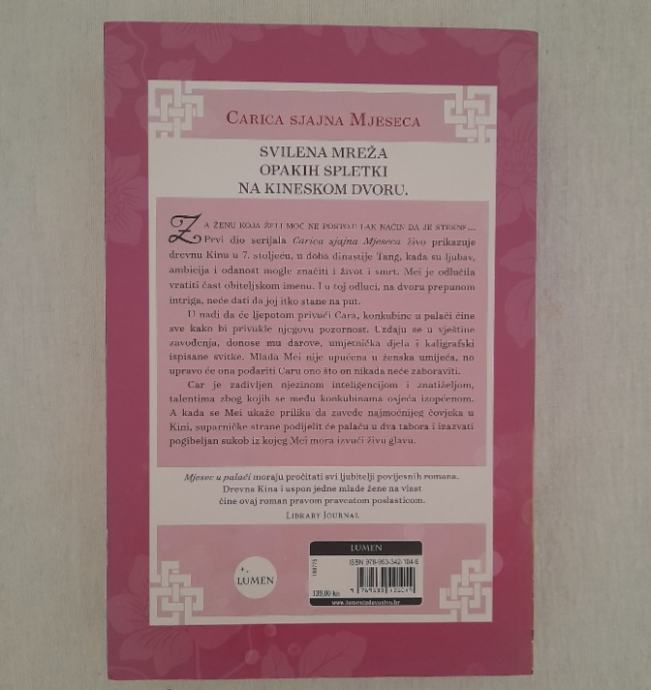 CARICA SJAJNA MJESECA
SVILENA MREŽA
OPAKIH SPLETKI
NA KINESKOM DVORU.
ZA ŽENU KOJA ŽELI MOĆ NE POSTOJI LAK NAČIN DA JE STEKNE...
Prvi dio serijala Carica sjajna Mjeseca živo prikazuje
drevnu Kinu u 7. stoljeću, u doba dinastije Tang, kada su ljubav,
ambicija i odanost mogle značiti i život i smrt. Mei je odlučila
vratiti čast obiteljskom imenu. I u toj odluci, na dvoru prepunom
intriga, neće dati da joj itko stane na put.
U nadi da će ljepotom privući Cara, konkubine u palači čine
sve kako bi privukle njegovu pozornost. Uzdaju se u vještine
zavođenja, donose mu darove, umjetnička djela i kaligrafski
ispisane svitke. Mlada Mei nije upućena u ženska umijeća, no
upravo će ona podariti Caru ono što on nikada neće zaboraviti.
Car je zadivljen njezinom inteligencijom i znatiželjom,
talentima zbog kojih se među konkubinama osjeća izopćenom.
A kada se Mei ukaže prilika da zavede najmoćnijeg čovjeka u
Kini, suparničke strane podijelit će palaču u dva tabora i izazvati
pogibeljan sukob iz kojeg Mei mora izvući živu glavu.
Mjesec u palači moraju pročitati svi ljubitelji povijesnih romana.
Drevna Kina i uspon jedne mlade žene na vlast
čine ovaj roman pravom pravcatom poslasticom.
LIBRARY JOURNAL
LUMEN
LUMEN
139,00 kn
www.lumenizdavastvo.hr